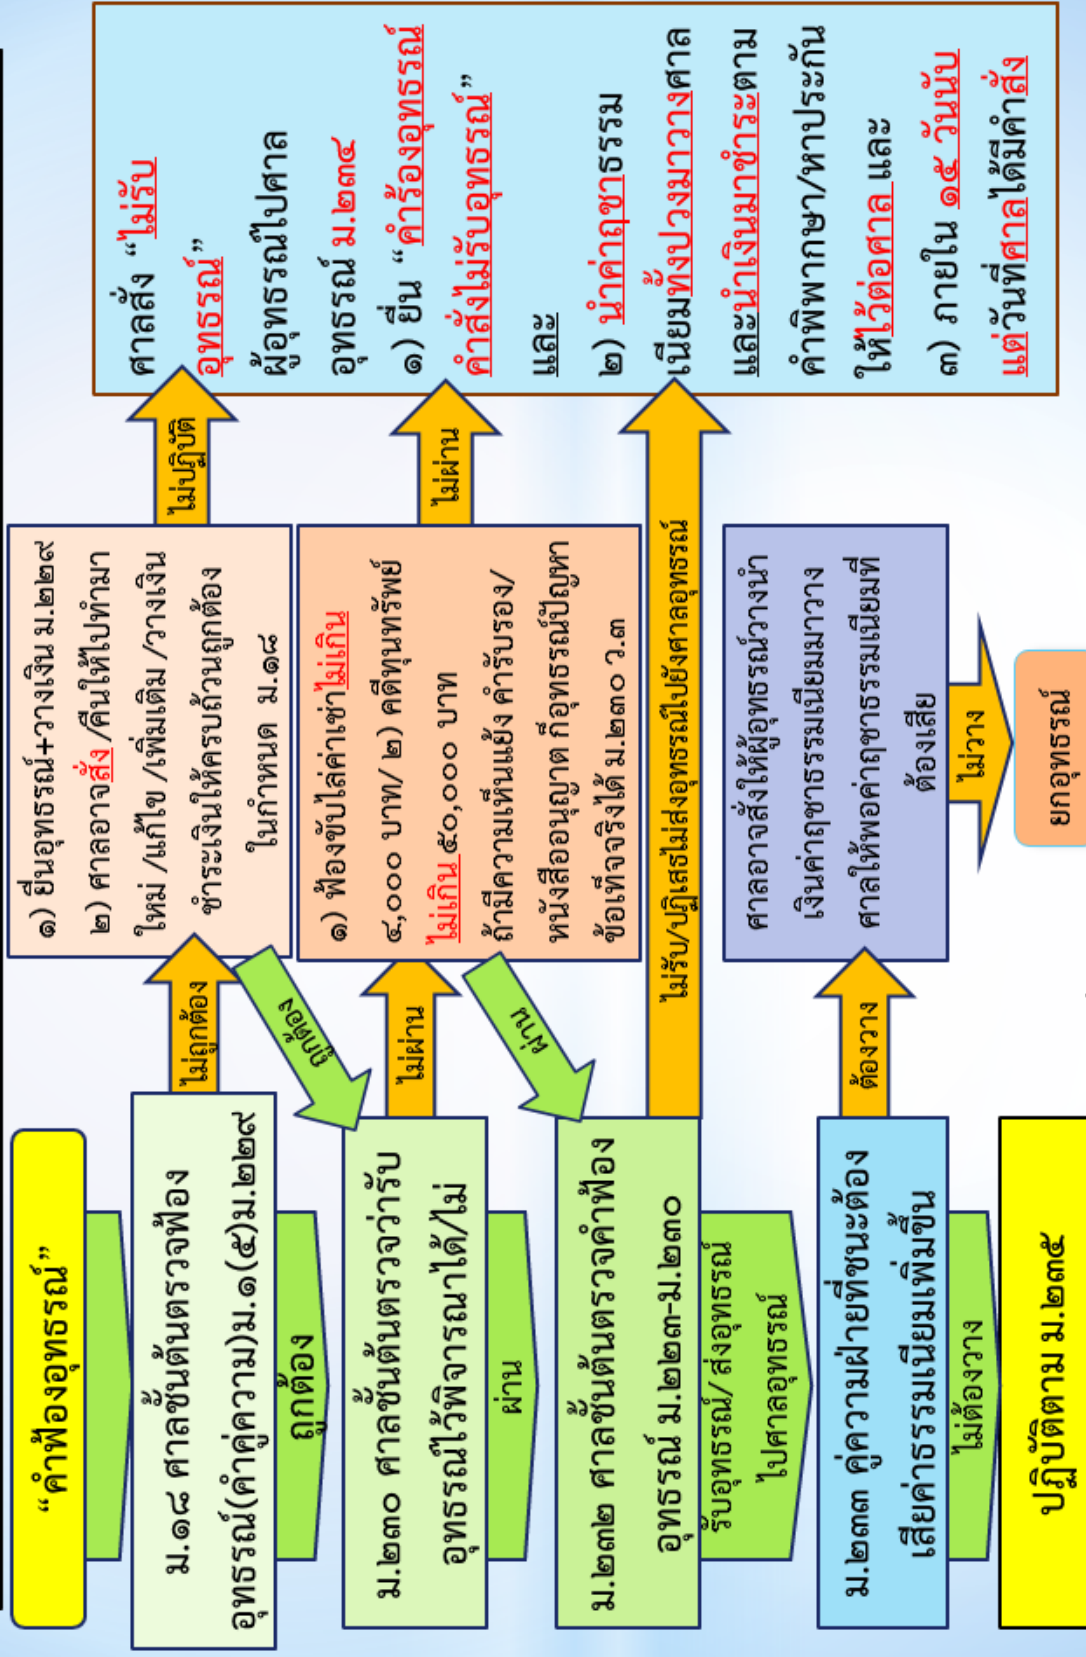 “คำฟ้องอุทธรณ์”
ม.๑๘ ศาลชั้นต้นตรวจฟ้อง
อุทธรณ์(คำคู่ความ)ม.๑(๕)ม.๒๒๙
ไม่ถูกต้อง
๑) ยื่นอุทธรณ์+วางเงิน ม.๒๒๙
๒) ศาลอาจสั่ง /คืนให้ไปทำมา
ใหม่ /แก้ไข /เพิ่มเติม /วางเงิน
ชำระเงินให้ครบถ้วนถูกต้อง
ในกำหนด ม.๑๘
ไม่ปฏิบัติ
ถูกต้อง
ถูกต้อง
ม.๒๓๐ ศาลชั้นต้นตรวจว่ารับ
อุทธรณ์ไว้พิจารณาได้/ไม่
ไม่ผ่าน
๑) ฟ้องขับไล่ค่าเช่าไม่เกิน
๔,๐๐๐ บาท/ ๒) คดีทุนทรัพย์
ไม่เกิน ๕๐,๐๐๐ บาท
ถ้ามีความเห็นแย้ง คำรับรอง/
หนังสืออนุญาต ก็อุทธรณ์ปัญหา
ข้อเท็จจริงได้ ม.๒๓๐ ว.๓
ไม่ผ่าน
ผ่าน
ผ่าน
ม.๒๓๒ ศาลชั้นต้นตรวจคำฟ้อง
อุทธรณ์ ม.๒๒๓-ม.๒๓๐
ไม่รับ/ปฏิเสธไม่ส่งอุทธรณ์ไปยังศาลอุทธรณ์
ศาลสั่ง “ไม่รับ
อุทธรณ์”
ผู้อุทธรณ์ไปศาล
อุทธรณ์ ม.๒๓๔
๑) ยื่น “คำร้องอุทธรณ์
คำสั่งไม่รับอุทธรณ์”
และ
๒) นำค่าฤชาธรรม
เนียมทั้งปวงมาวางศาล
และนำเงินมาชำระตาม
คำพิพากษา/หาประกัน
ให้ไว้ต่อศาล และ
๓) ภายใน ๑๕ วันนับ
แต่วันที่ศาลได้มีคำสั่ง
รับอุทธรณ์/ ส่งอุทธรณ์
ไปศาลอุทธรณ์
ม.๒๓๓ คู่ความฝ่ายที่ชนะต้อง
เสียค่าธรรมเนียมเพิ่มขึ้น
ต้องวาง
ศาลอาจสั่งให้ผู้อุทธรณ์วางนำ
เงินค่าฤชาธรรมเนียมมาวาง
ศาลให้พอค่าฤชาธรรมเนียมที่
ต้องเสีย
ไม่วาง
ยกอุทธรณ์
ไม่ต้องวาง
ปฏิบัติตาม ม.๒๓๕